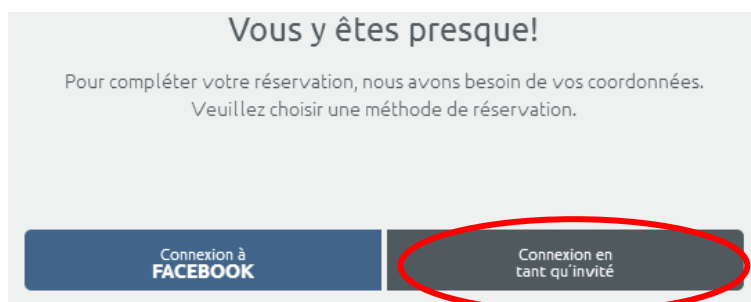 Vous y êtes presque!
Pour compléter votre réservation, nous avons besoin de vos coordonnées.
Veuillez choisir une méthode de réservation.
Connexion à
FACEBOOK
Connexion en
tant qu'invité